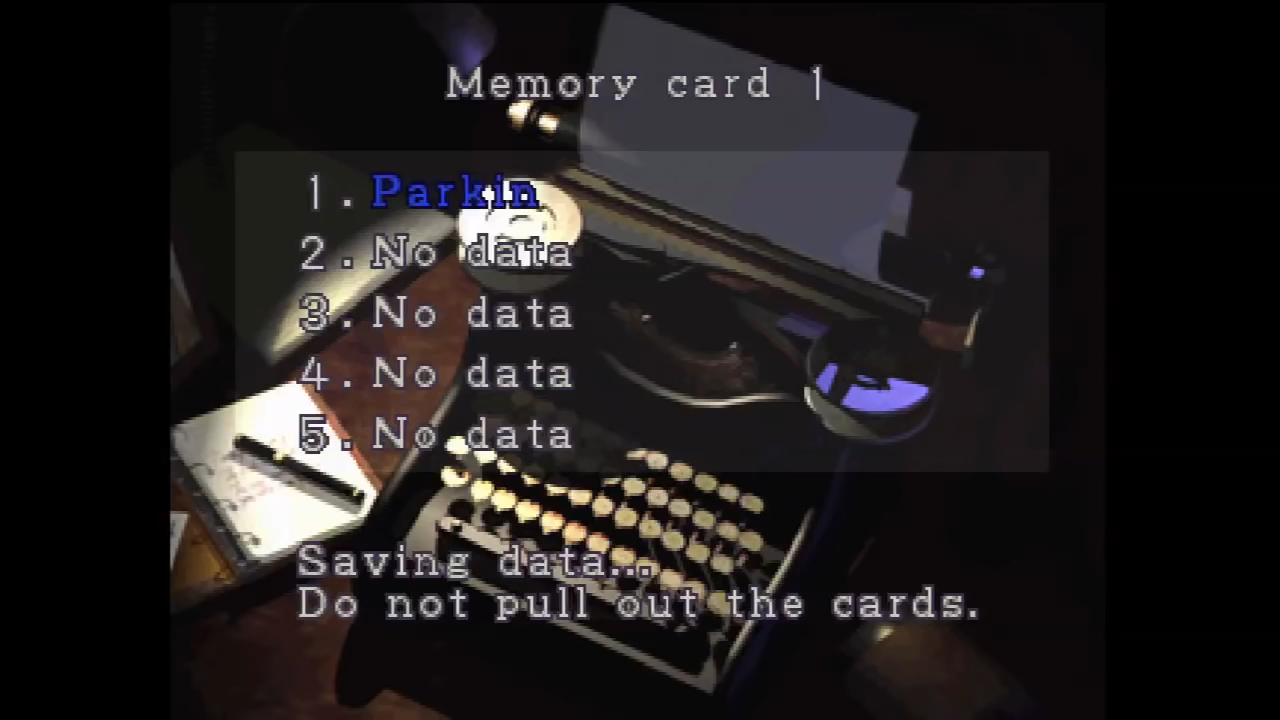 Memory card 1
1. Parkin
2. No data
3. No data
4. No data
5. No data
Saving data...
Do not pull out the cards.